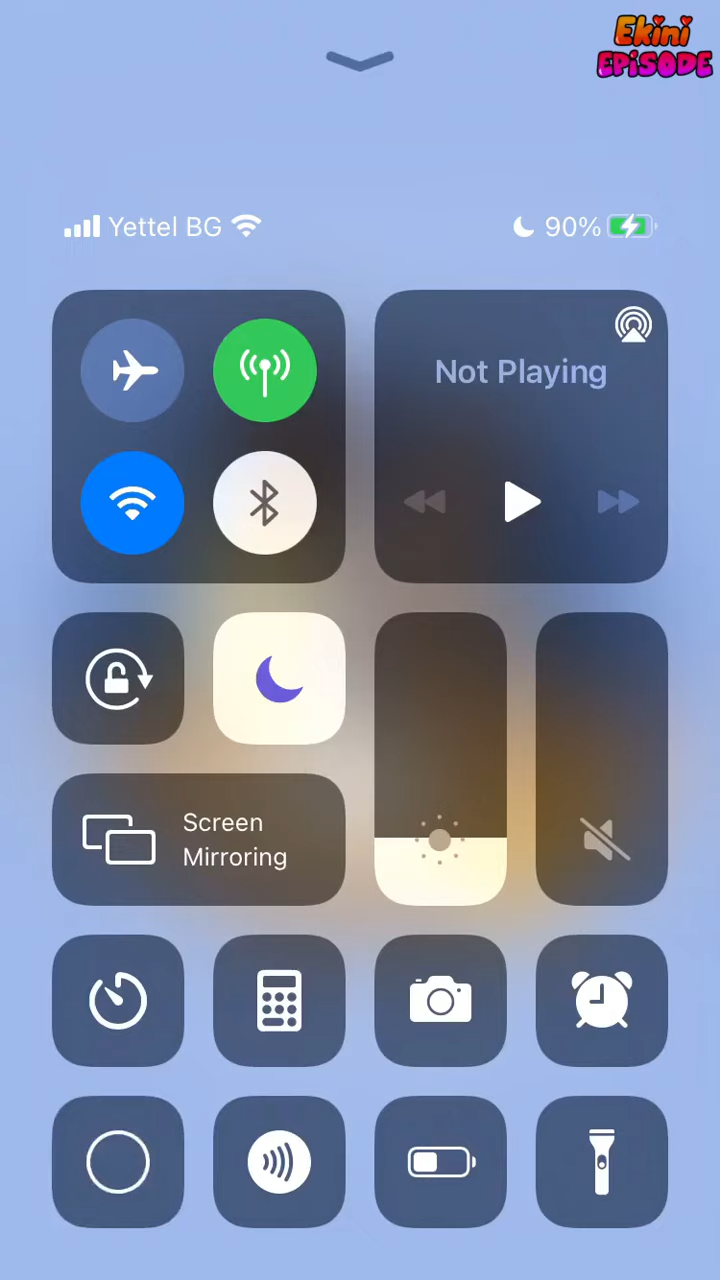 Ekini
EPiSODE
Yettel BG
90%
Not Playing
Screen
Mirroring